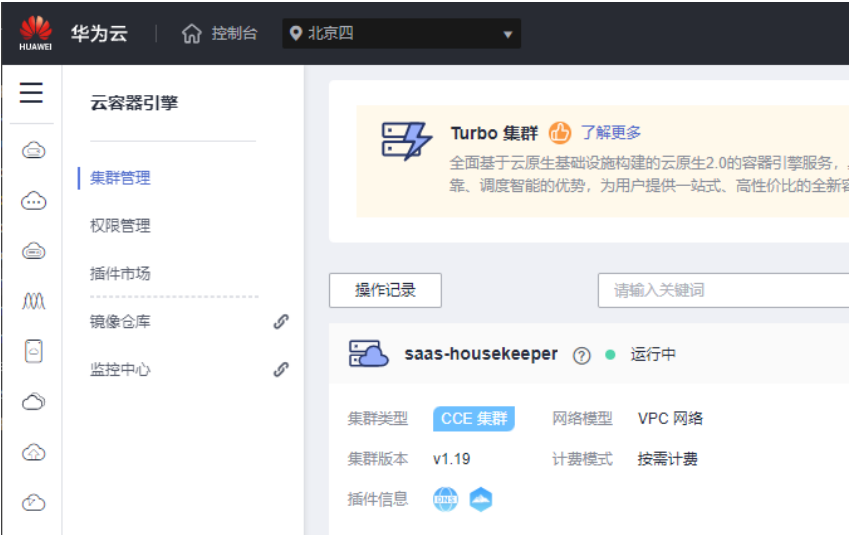 HUAWEI 华为云 控制台 北京四
云容器引擎
集群管理
权限管理
插件市场
镜像仓库
监控中心
Turbo 集群 了解更多
全面基于云原生基础设施构建的云原生2.0的容器引擎服务，
靠、调度智能的优势，为用户提供一站式、高性价比的全新
操作记录 请输入关键词
saas-housekeeper ? 运行中
集群类型 CCE 集群 网络模型 VPC 网络
集群版本 v1.19 计费模式 按需计费
插件信息 DNS